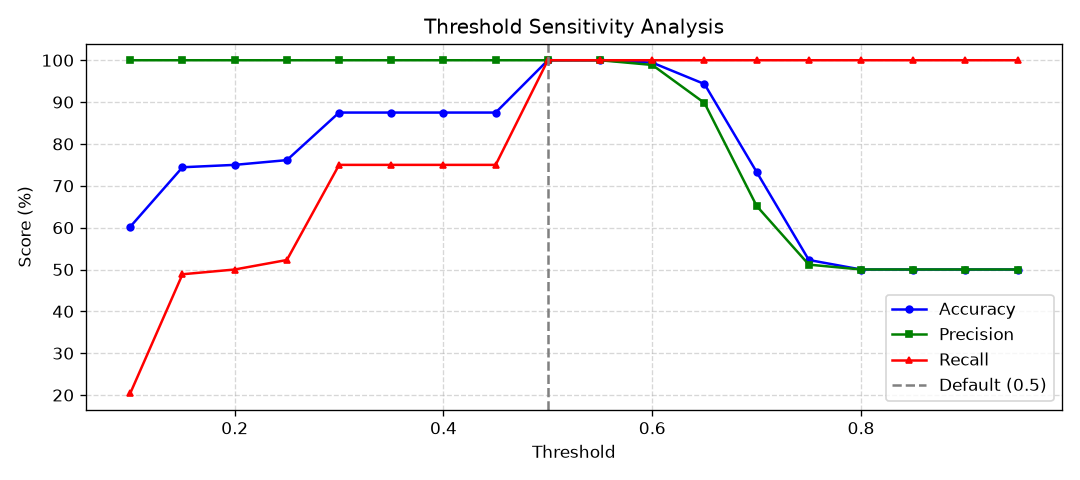 Threshold Sensitivity Analysis
Score (%)
100
90
80
70
60
50
40
30
20
0.2 0.4 0.6 0.8
Threshold
Accuracy
Precision
Recall
Default (0.5)